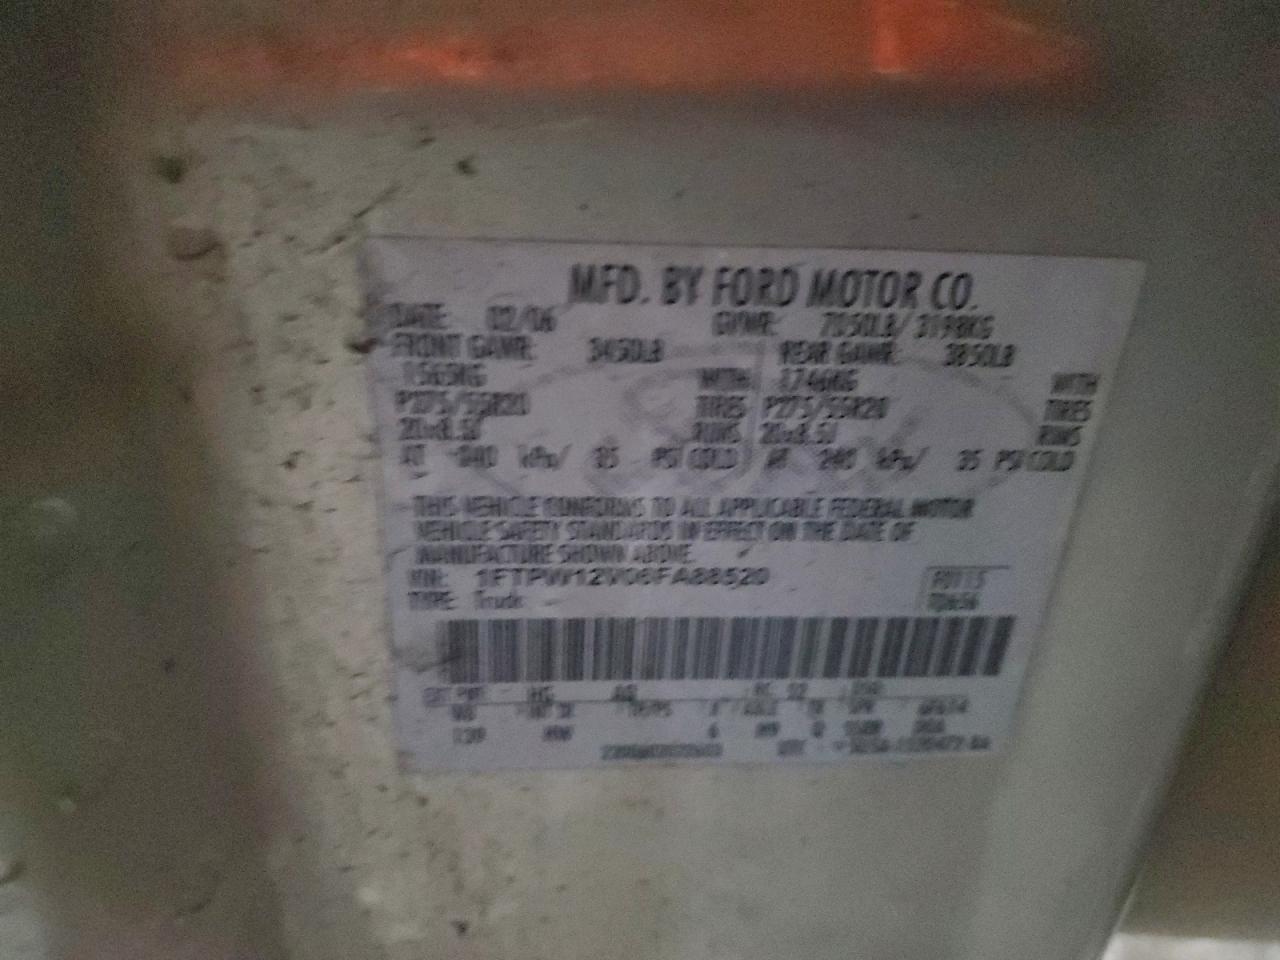 MFD. BY FORD MOTOR CO.
DATE: 02/06 GVWR: 7050LB/ 3198KG
FRONT GAWR: 3450LB REAR GAWR: 3850LB
1565KG WITH 1746KG WITH
P275/55R20 TIRES P275/55R20 TIRES
20x8.5J RIMS 20x8.5J RIMS
AT 240 kPa/ 35 PSI COLD AT 240 kPa/ 35 PSI COLD
THIS VEHICLE CONFORMS TO ALL APPLICABLE FEDERAL MOTOR
VEHICLE SAFETY STANDARDS IN EFFECT ON THE DATE OF
MANUFACTURE SHOWN ABOVE.
VIN: 1FTPW12V06FA88520
TYPE: Truck
EXT PNT:
139